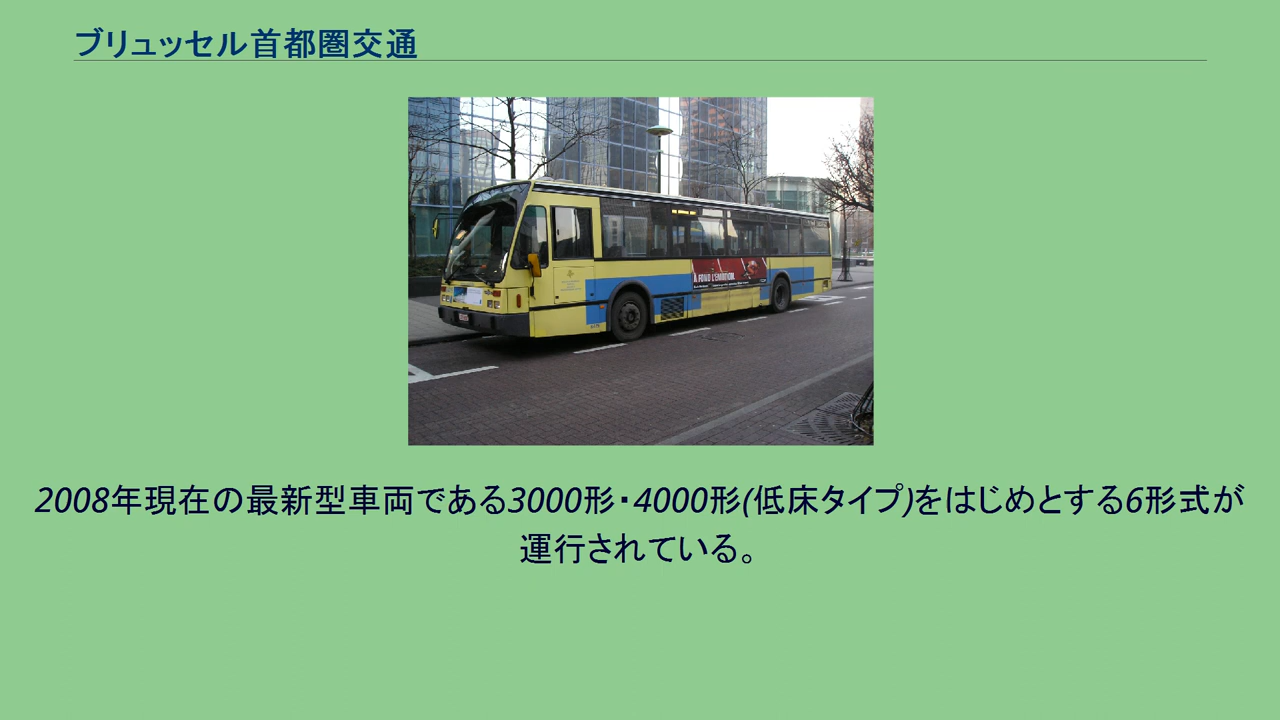 ブリュッセル首都圏交通
À FOND L'ÉMOTION.
2008年現在の最新型車両である3000形・4000形(低床タイプ)をはじめとする6形式が
運行されている。